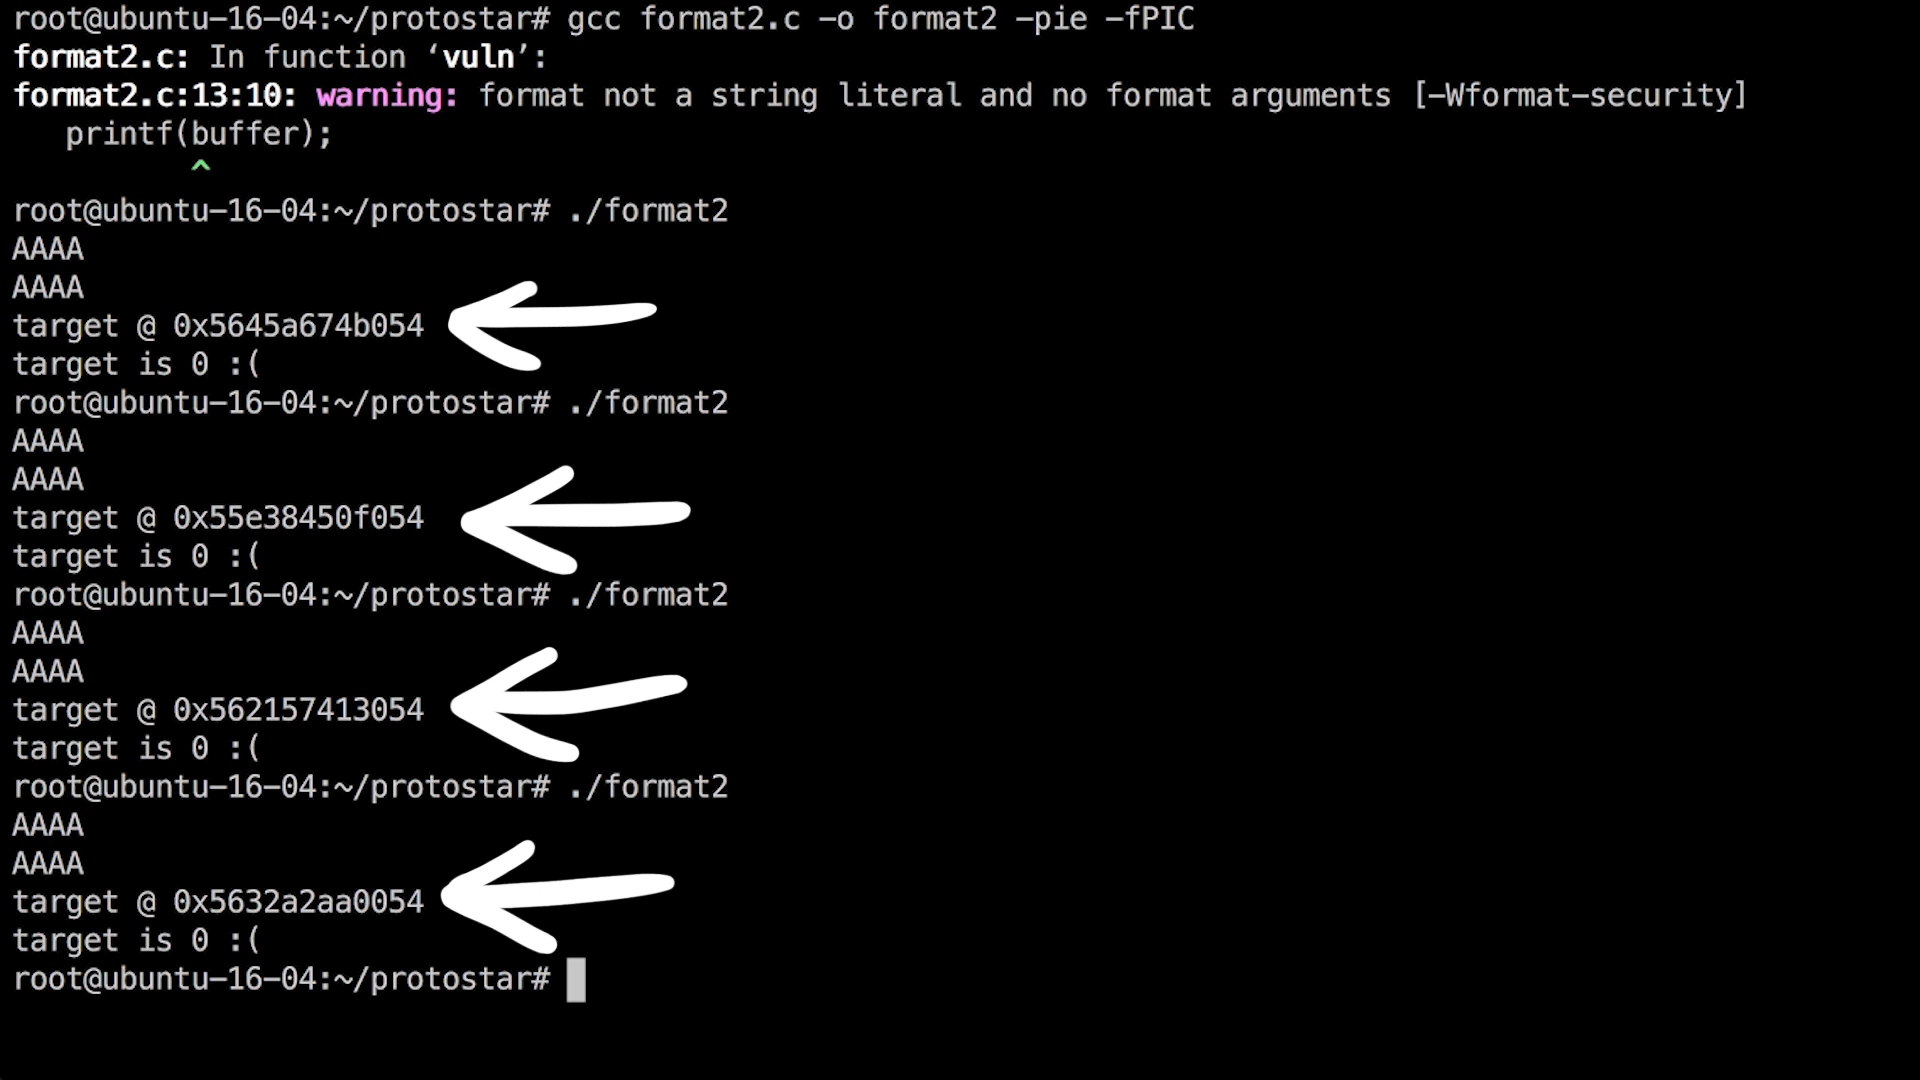 root@ubuntu-16-04:~/protostar# gcc format2.c -o format2 -pie -fPIC
format2.c: In function ‘vuln’:
format2.c:13:10: warning: format not a string literal and no format arguments [-Wformat-security]
   printf(buffer);
          ^
root@ubuntu-16-04:~/protostar# ./format2
AAAA
AAAA
target @ 0x5645a674b054
target is 0 :(
root@ubuntu-16-04:~/protostar# ./format2
AAAA
AAAA
target @ 0x55e38450f054
target is 0 :(
root@ubuntu-16-04:~/protostar# ./format2
AAAA
AAAA
target @ 0x562157413054
target is 0 :(
root@ubuntu-16-04:~/protostar# ./format2
AAAA
AAAA
target @ 0x5632a2aa0054
target is 0 :(
root@ubuntu-16-04:~/protostar#